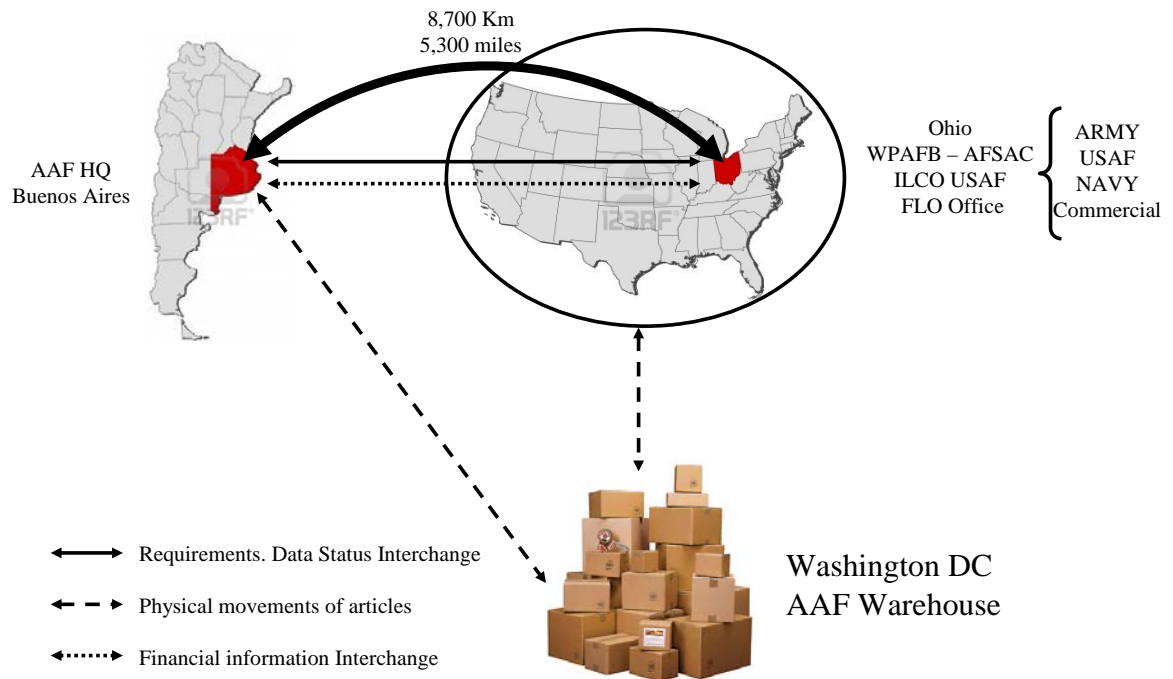 8,700 Km
5,300 miles
AAF HQ
Buenos Aires
123RF®
123RF®
Ohio
WPAFB – AFSAC
ILCO USAF
FLO Office
ARMY
USAF
NAVY
Commercial
Requirements. Data Status Interchange
Physical movements of articles
Financial information Interchange
Washington DC
AAF Warehouse